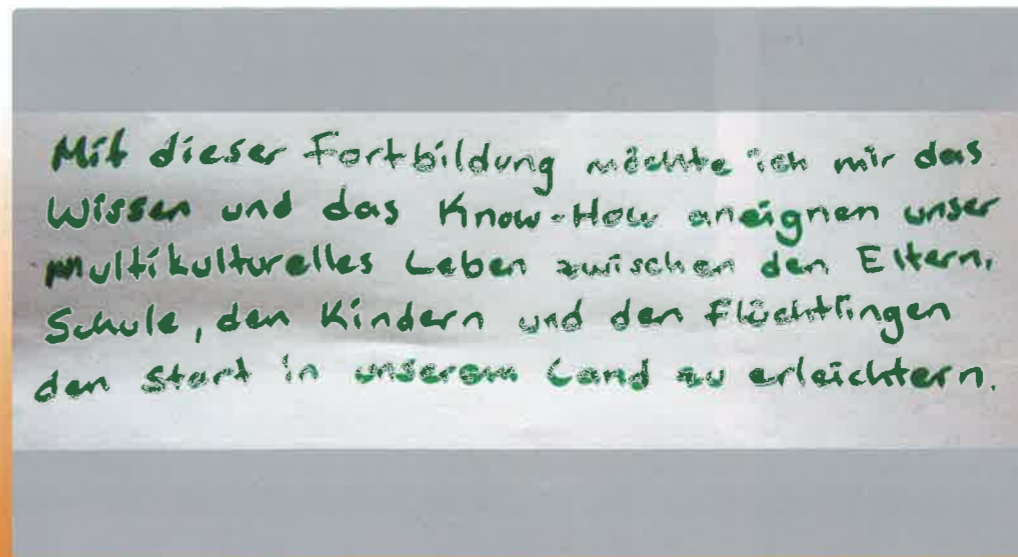 Mit dieser Fortbildung möchte ich mir das
Wissen und das Know-How aneignen unser
multikulturelles Leben zwischen den Eltern,
Schule, den Kindern und den Flüchtlingen
den Start in unserem Land zu erleichtern.